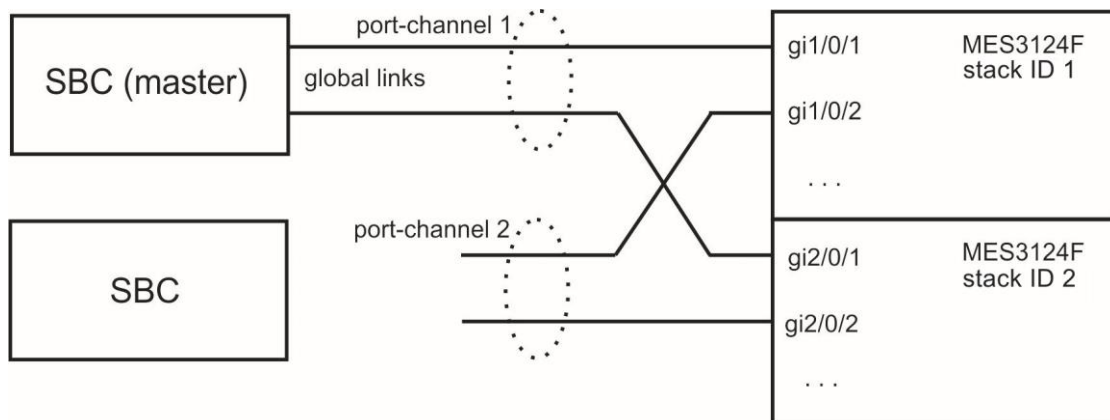 port-channel 1
SBC (master)
global links
gi1/0/1
MES3124F
stack ID 1
gi1/0/2
. . .
port-channel 2
SBC
gi2/0/1
MES3124F
stack ID 2
gi2/0/2
. . .